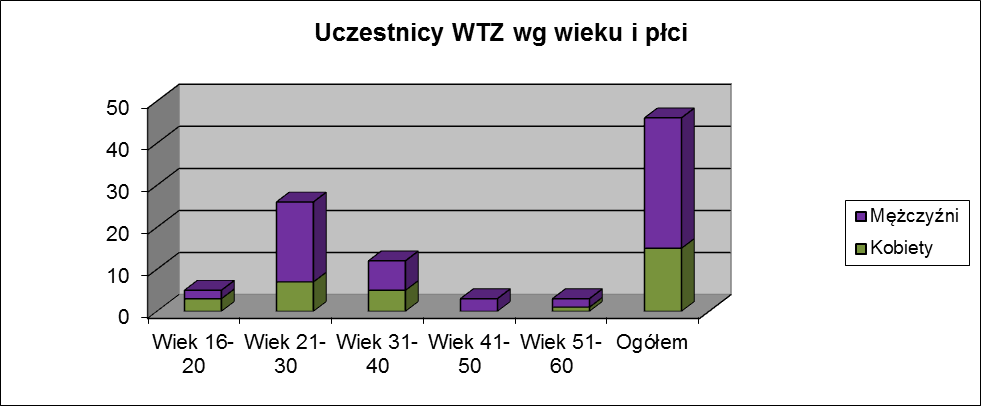 Uczestnicy WTZ wg wieku i płci
50
40
30
20
10
0
Wiek 16-
20
Wiek 21-
30
Wiek 31-
40
Wiek 41-
50
Wiek 51-
60
Ogółem
Mężczyźni
Kobiety